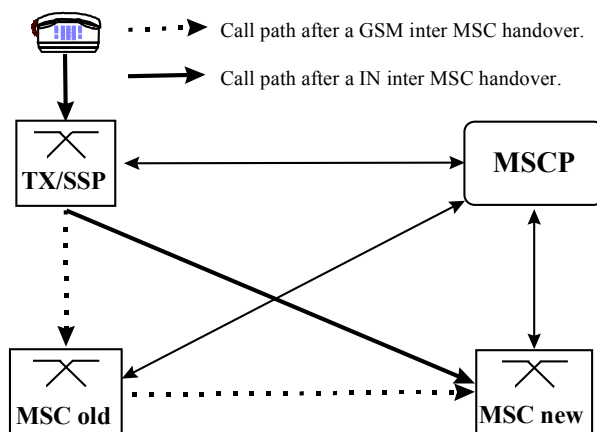 Call path after a GSM inter MSC handover.
Call path after a IN inter MSC handover.
TX/SSP
MSCP
MSC old
MSC new